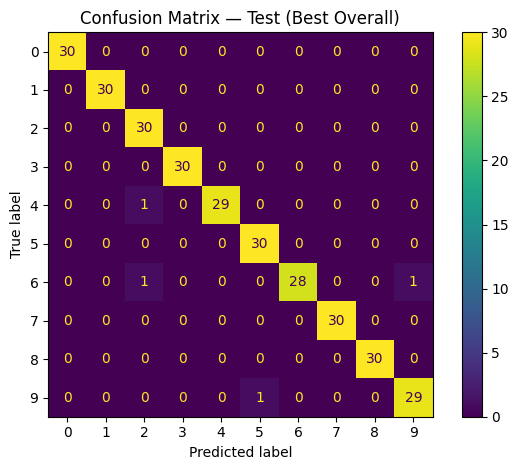 Confusion Matrix — Test (Best Overall)
True label
0 30 0 0 0 0 0 0 0 0 0
1 0 30 0 0 0 0 0 0 0 0
2 0 0 30 0 0 0 0 0 0 0
3 0 0 0 30 0 0 0 0 0 0
4 0 0 1 0 29 0 0 0 0 0
5 0 0 0 0 0 30 0 0 0 0
6 0 0 1 0 0 0 28 0 0 1
7 0 0 0 0 0 0 0 30 0 0
8 0 0 0 0 0 0 0 0 30 0
9 0 0 0 0 0 1 0 0 0 29
0 1 2 3 4 5 6 7 8 9
Predicted label
30
25
20
15
10
5
0